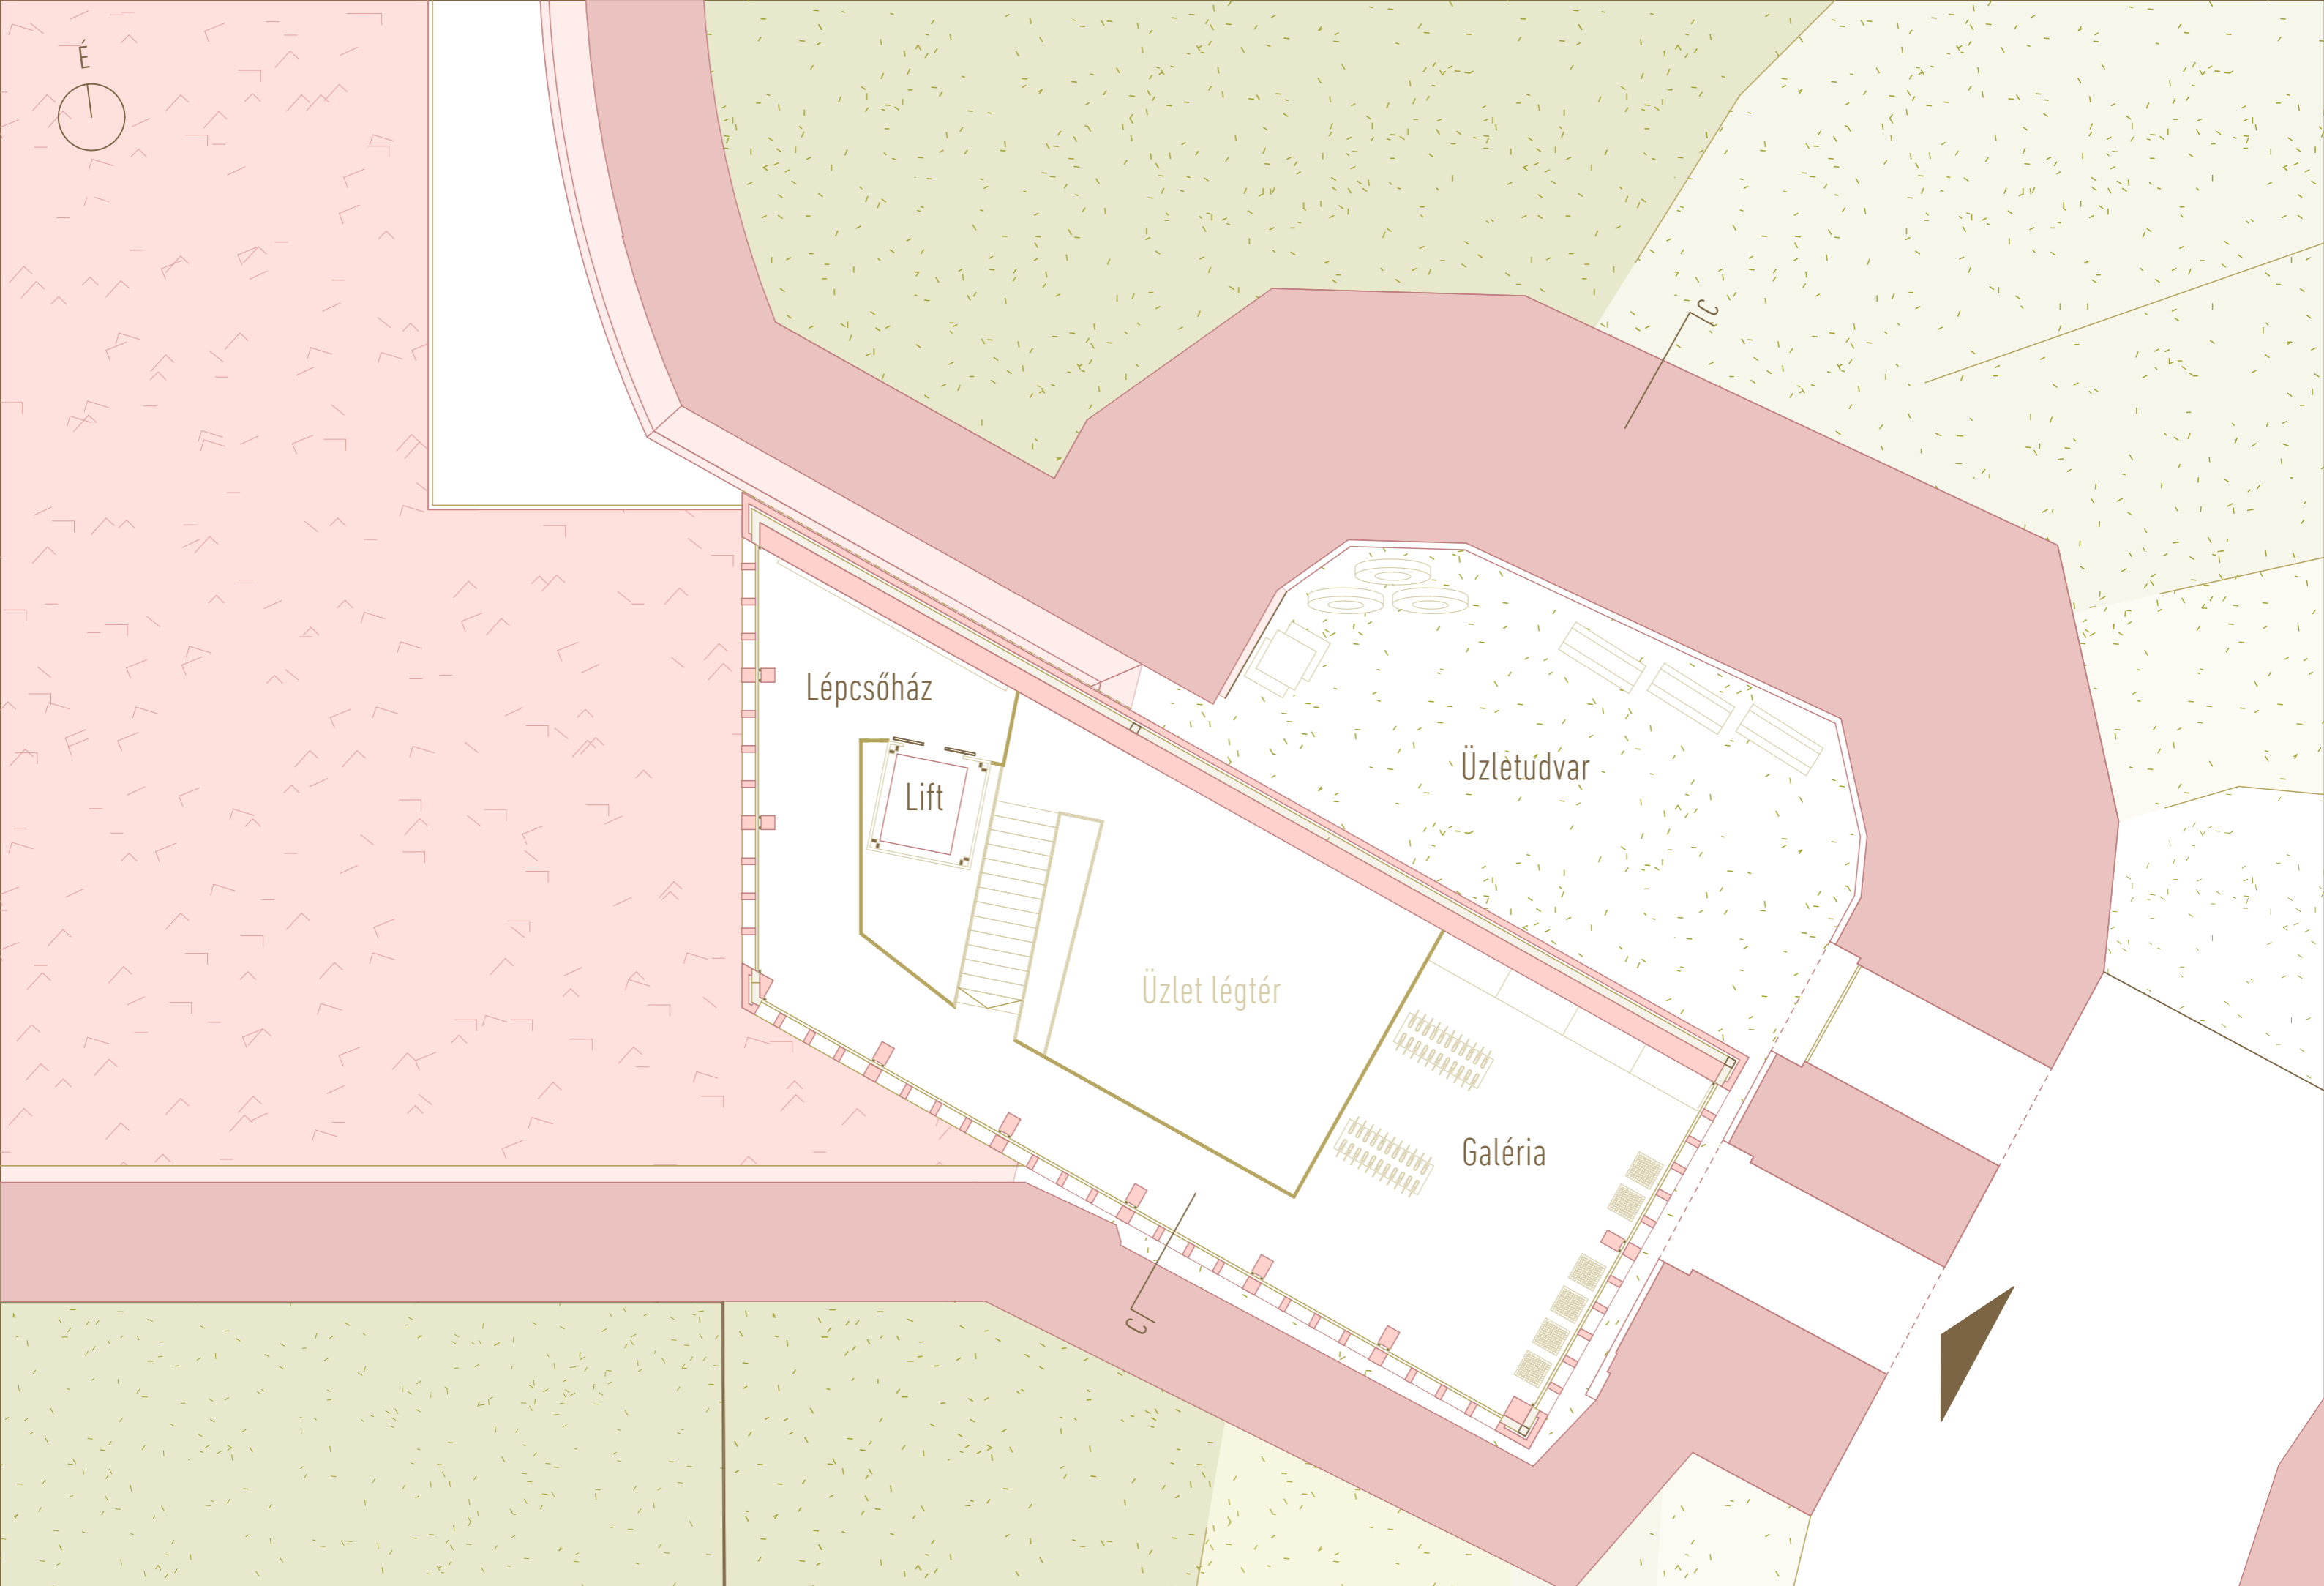 É
C
Lépcsőház
Üzletudvar
Lift
Üzlet légtér
Galéria
C